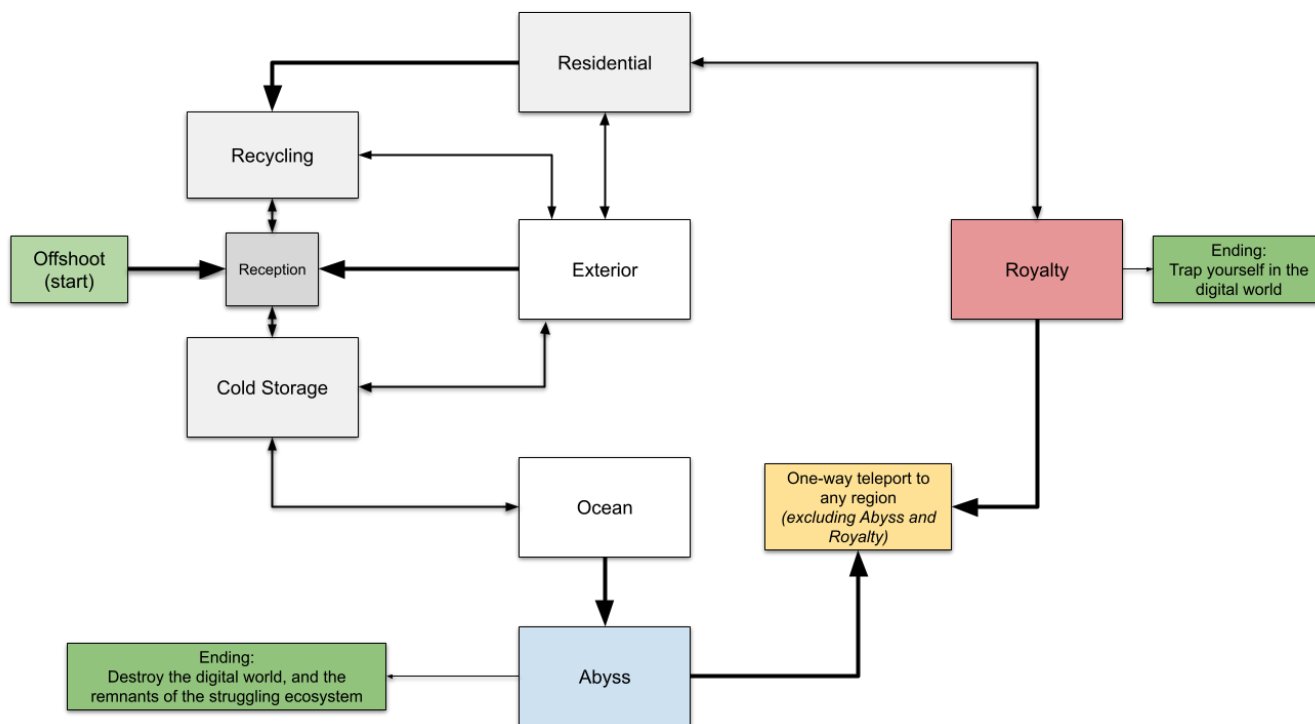 Residential
Recycling
Offshoot
(start)
Reception
Exterior
Royalty
Ending:
Trap yourself in the
digital world
Cold Storage
One-way teleport to
any region
(excluding Abyss and
Royalty)
Ocean
Ending:
Destroy the digital world, and the
remnants of the struggling ecosystem
Abyss